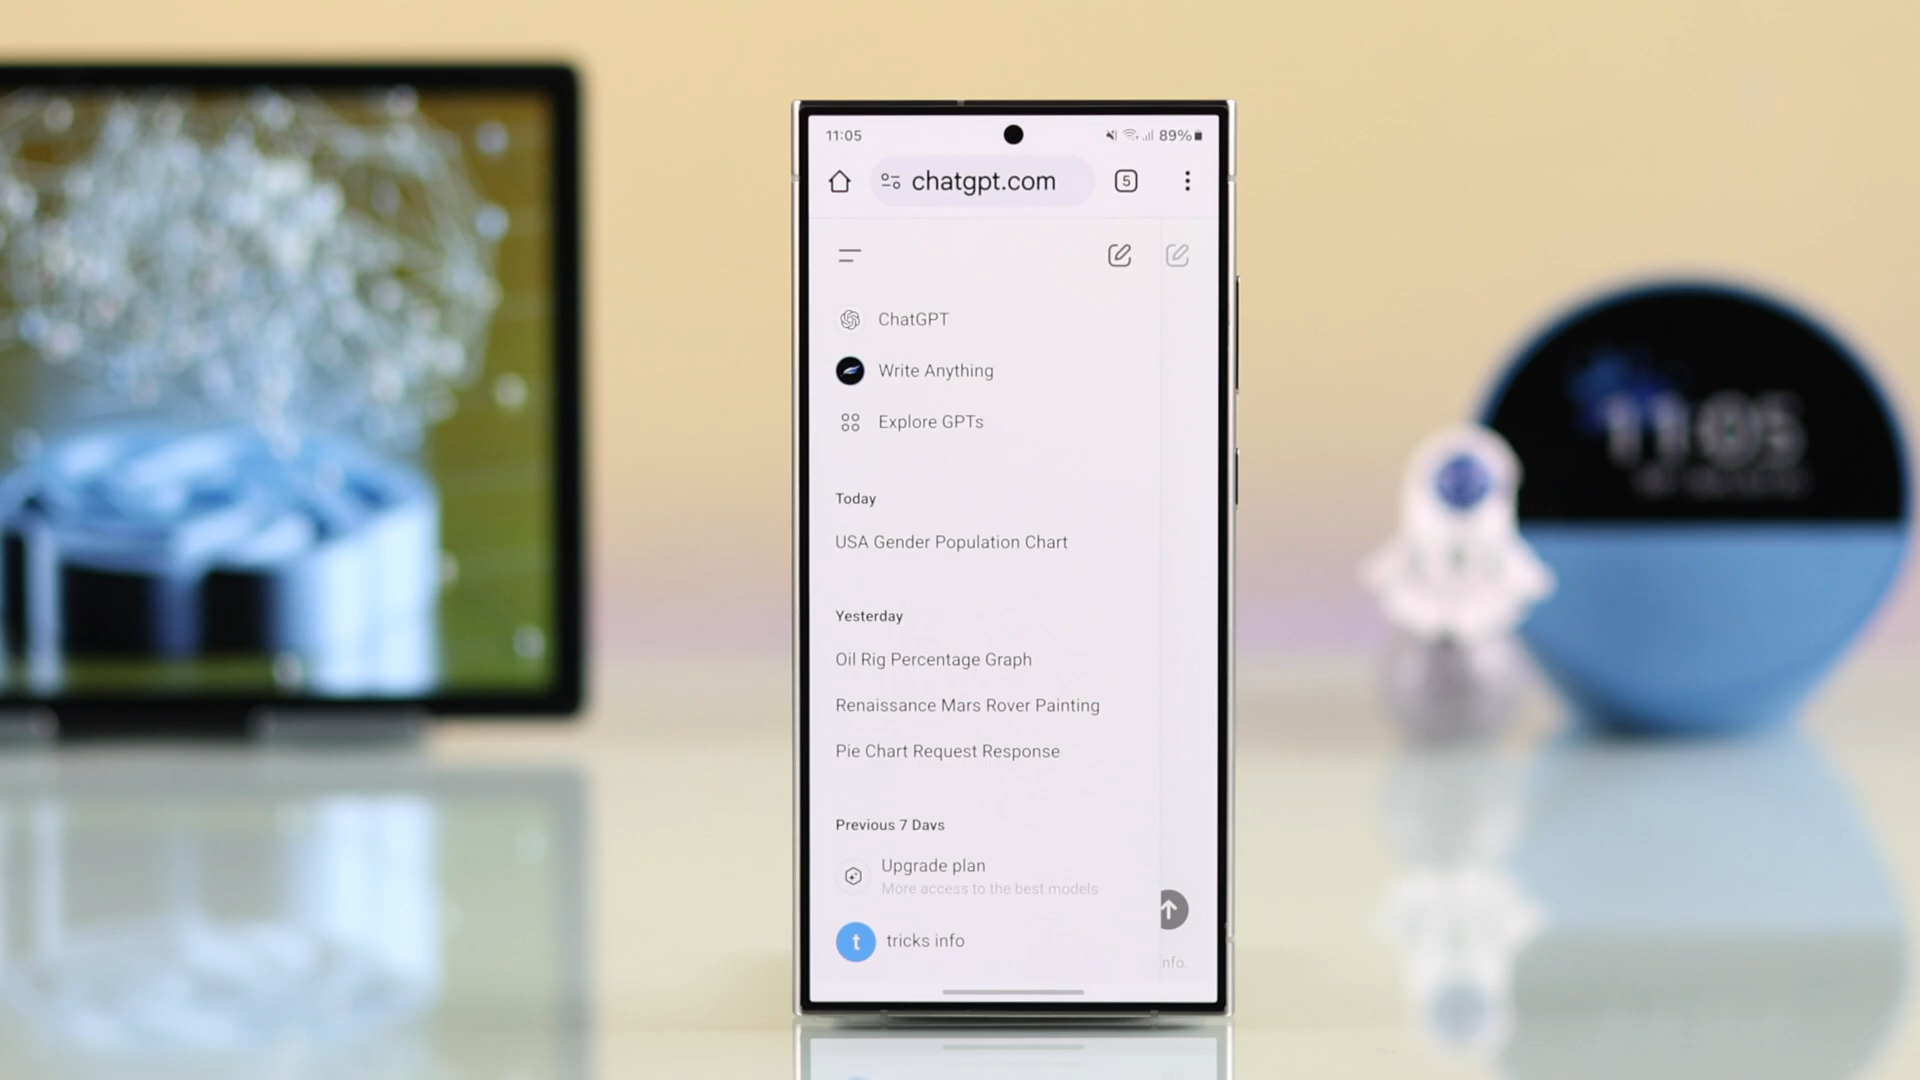 11:05
89%
chatgpt.com
5
ChatGPT
Write Anything
Explore GPTs
Today
USA Gender Population Chart
Yesterday
Oil Rig Percentage Graph
Renaissance Mars Rover Painting
Pie Chart Request Response
Previous 7 Days
Upgrade plan
More access to the best models
t
tricks info
nfo.
11:05